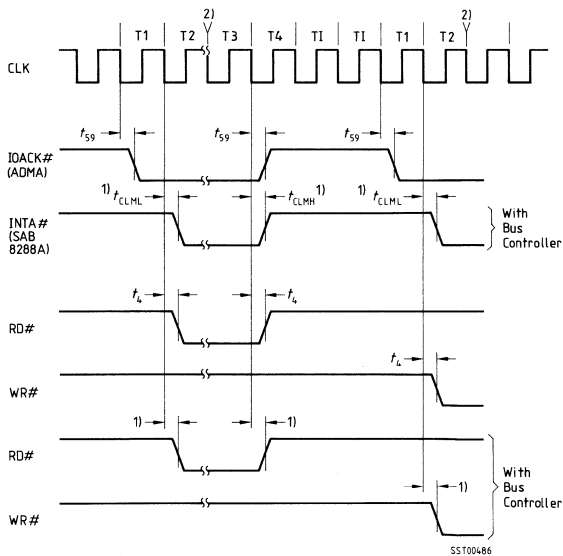 2) 2)
T1 T2 T3 T4 TI TI T1 T2
CLK
t59 t59 t59
IOACK#
(ADMA)
1) tCLML tCLMH 1) 1) tCLML
INTA#
(SAB
8288A)
With
Bus
Controller
t4 t4
RD#
t4
WR#
1) 1)
RD#
1)
With
Bus
Controller
WR#
SST00486